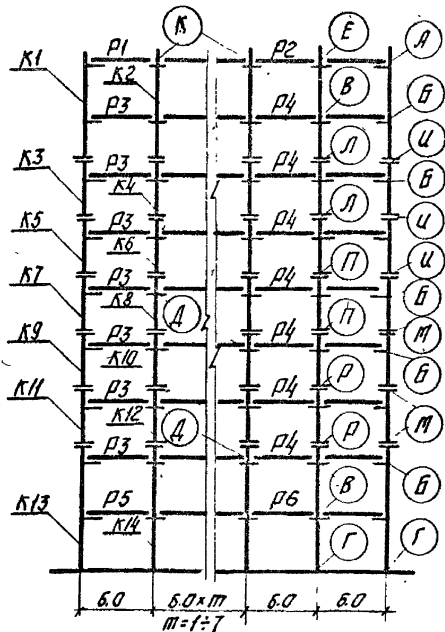 К Е А
Р1 Р2
К1 К2
В Б
Р3 Р4
Л И
К3 Р3 Р4
К4 Б
Л И
К5 Р3 Р4
К6
П И
К7 Р3 Р4 Б
К8 Д П М
К9 Р3 Р4
К10 Б
Р М
К11 Р3 Р4
К12 Д Р
Р3 Р4 Б
К13 Р5 Р6 В
К14 Г Г
6.0 6.0×m 6.0 6.0
m=1÷7